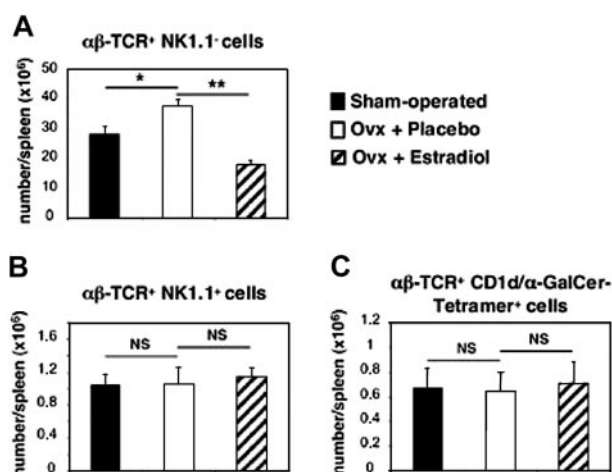 A
αβ-TCR⁺ NK1.1⁻ cells
number/spleen (x10⁶)
50
40
30
20
10
0
*
**
Sham-operated
Ovx + Placebo
Ovx + Estradiol
B
αβ-TCR⁺ NK1.1⁺ cells
number/spleen (x10⁶)
1.6
1.2
0.8
0.4
0
NS
NS
C
αβ-TCR⁺ CD1d/α-GalCer-
Tetramer⁺ cells
number/spleen (x10⁶)
1.2
1
0.8
0.6
0.4
0.2
0
NS
NS